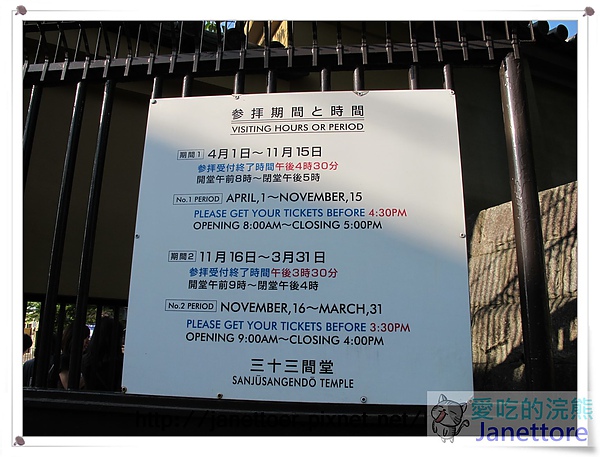 参拝期間と時間
VISITING HOURS OR PERIOD
期間1 4月1日～11月15日
参拝受付終了時間午後4時30分
開堂午前8時～閉堂午後5時
No.1 PERIOD APRIL,1～NOVEMBER,15
PLEASE GET YOUR TICKETS BEFORE 4:30PM
OPENING 8:00AM～CLOSING 5:00PM
期間2 11月16日～3月31日
参拝受付終了時間午後3時30分
開堂午前9時～閉堂午後4時
No.2 PERIOD NOVEMBER,16～MARCH,31
PLEASE GET YOUR TICKETS BEFORE 3:30PM
OPENING 9:00AM～CLOSING 4:00PM
三十三間堂
SANJŪSANGENDŌ TEMPLE
愛吃的浣熊
Janettore